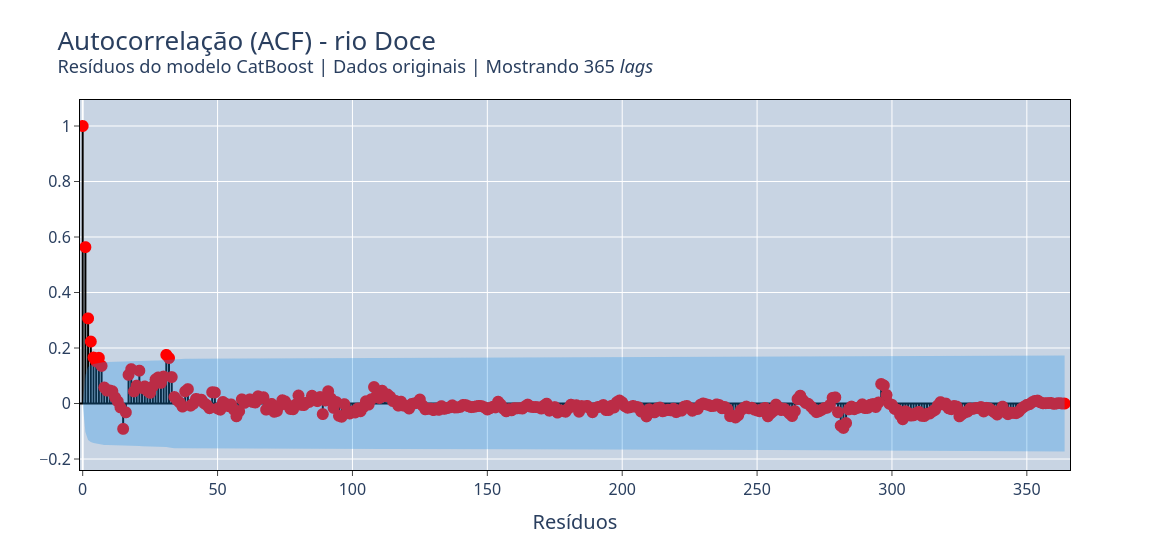 Autocorrelação (ACF) - rio Doce
Resíduos do modelo CatBoost | Dados originais | Mostrando 365 lags
1
0.8
0.6
0.4
0.2
0
−0.2
0 50 100 150 200 250 300 350
Resíduos